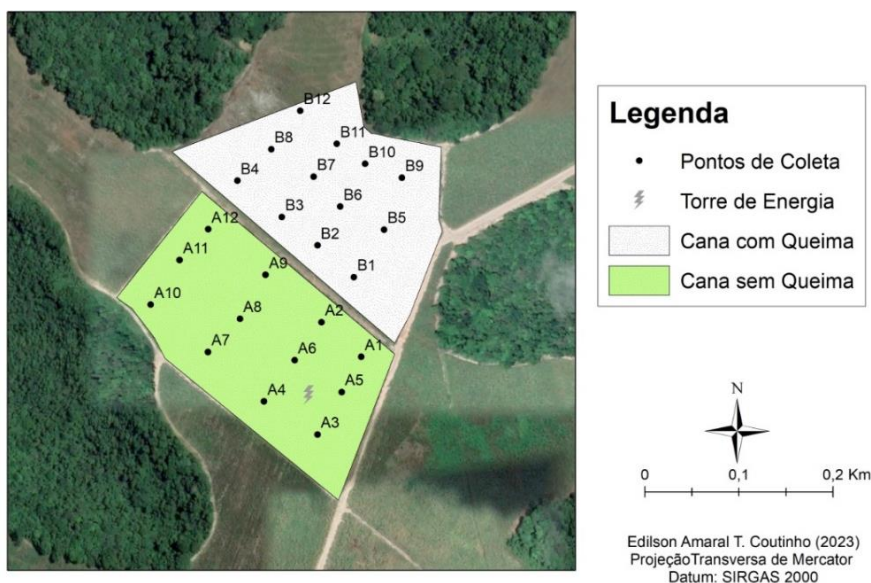 B12
B8
B11
B10
B4
B7
B9
B6
B3
B5
A12
B2
A11
A9
B1
A10
A8
A2
A7
A6
A1
A4
A5
A3
Legenda
Pontos de Coleta
Torre de Energia
Cana com Queima
Cana sem Queima
N
0 0,1 0,2 Km
Edilson Amaral T. Coutinho (2023)
ProjeçãoTransversa de Mercator
Datum: SIRGAS 2000